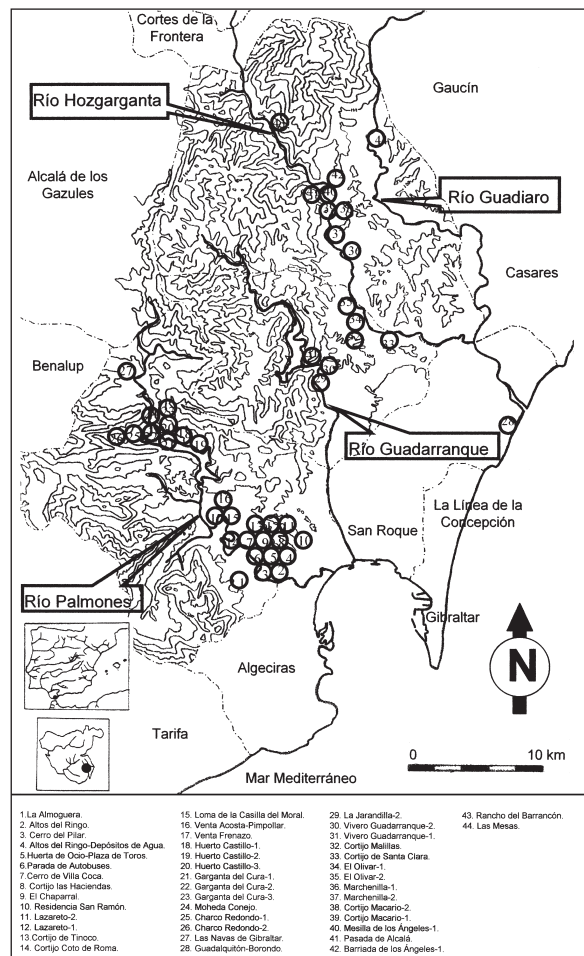 Cortes de la
Frontera
Gaucín
Río Hozgarganta
Alcalá de los
Gazules
Río Guadiaro
Casares
Benalup
Río Guadarranque
La Línea de la
Concepción
San Roque
Río Palmones
Gibraltar
Algeciras
N
Tarifa
0 10 km
Mar Mediterráneo
1.La Almoguera.
2. Altos del Ringo.
3. Cerro del Pilar.
4. Altos del Ringo-Depósitos de Agua.
5.Huerta de Ocio-Plaza de Toros.
6.Parada de Autobuses.
7.Cerro de Villa Coca.
8. Cortijo las Haciendas.
9. El Chaparral.
10. Residencia San Ramón.
11. Lazareto-2.
12. Lazareto-1.
13.Cortijo de Tinoco.
14. Cortijo Coto de Roma.
15. Loma de la Casilla del Moral.
16. Venta Acosta-Pimpollar.
17. Venta Frenazo.
18. Huerto Castillo-1.
19. Huerto Castillo-2.
20. Huerto Castillo-3.
21. Garganta del Cura-1.
22. Garganta del Cura-2.
23. Garganta del Cura-3.
24. Moheda Conejo.
25. Charco Redondo-1.
26. Charco Redondo-2.
27. Las Navas de Gibraltar.
28. Guadalquitón-Borondo.
29. La Jarandilla-2.
30. Vivero Guadarranque-2.
31. Vivero Guadarranque-1.
32. Cortijo Malillas.
33. Cortijo de Santa Clara.
34. El Olivar-1.
35. El Olivar-2.
36. Marchenilla-1.
37. Marchenilla-2.
38. Cortijo Macario-2.
39. Cortijo Macario-1.
40. Mesilla de los Ángeles-1.
41. Pasada de Alcalá.
42. Barriada de los Ángeles-1.
43. Rancho del Barrancón.
44. Las Mesas.